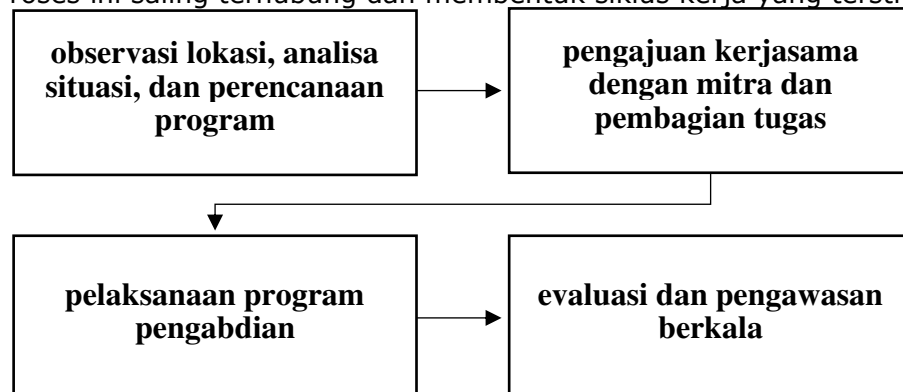 roses ini saling terhubung dan membentuk siklus kerja yang
observasi lokasi, analisa
situasi, dan perencanaan
program
pengajuan kerjasama
dengan mitra dan
pembagian tugas
pelaksanaan program
pengabdian
evaluasi dan pengawasan
berkala